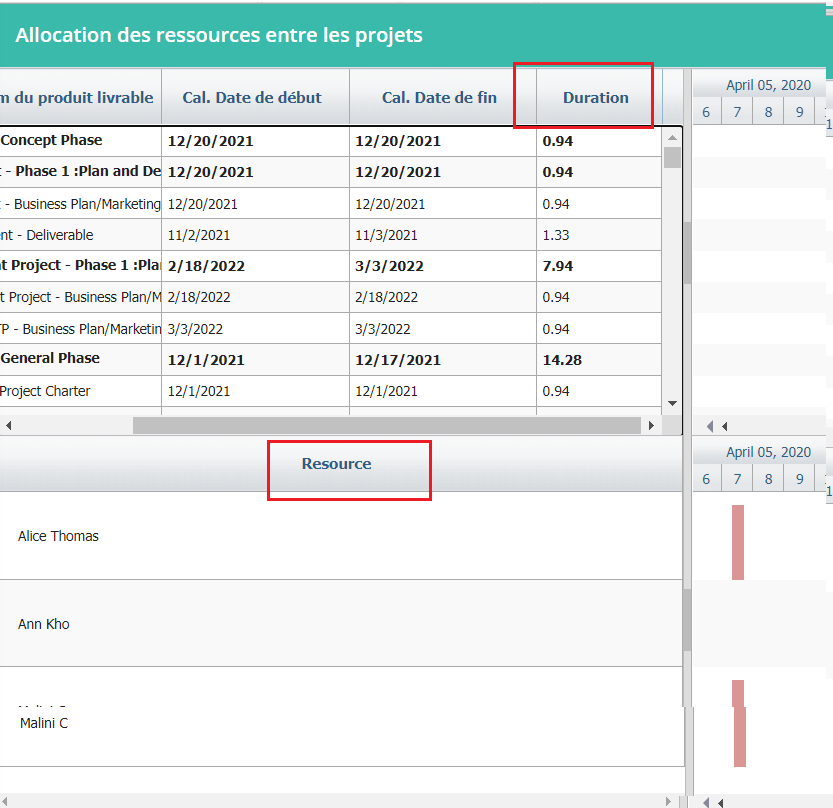 Allocation des ressources entre les projets
m du produit livrable Cal. Date de début Cal. Date de fin Duration April 05, 2020
6 7 8 9
Concept Phase 12/20/2021 12/20/2021 0.94
- Phase 1 :Plan and De 12/20/2021 12/20/2021 0.94
- Business Plan/Marketing 12/20/2021 12/20/2021 0.94
nt - Deliverable 11/2/2021 11/3/2021 1.33
t Project - Phase 1 :Pla 2/18/2022 3/3/2022 7.94
t Project - Business Plan/M 2/18/2022 2/18/2022 0.94
TP - Business Plan/Marketin 3/3/2022 3/3/2022 0.94
General Phase 12/1/2021 12/17/2021 14.28
Project Charter 12/1/2021 12/1/2021 0.94
Resource April 05, 2020
6 7 8 9
Alice Thomas
Ann Kho
Malini C